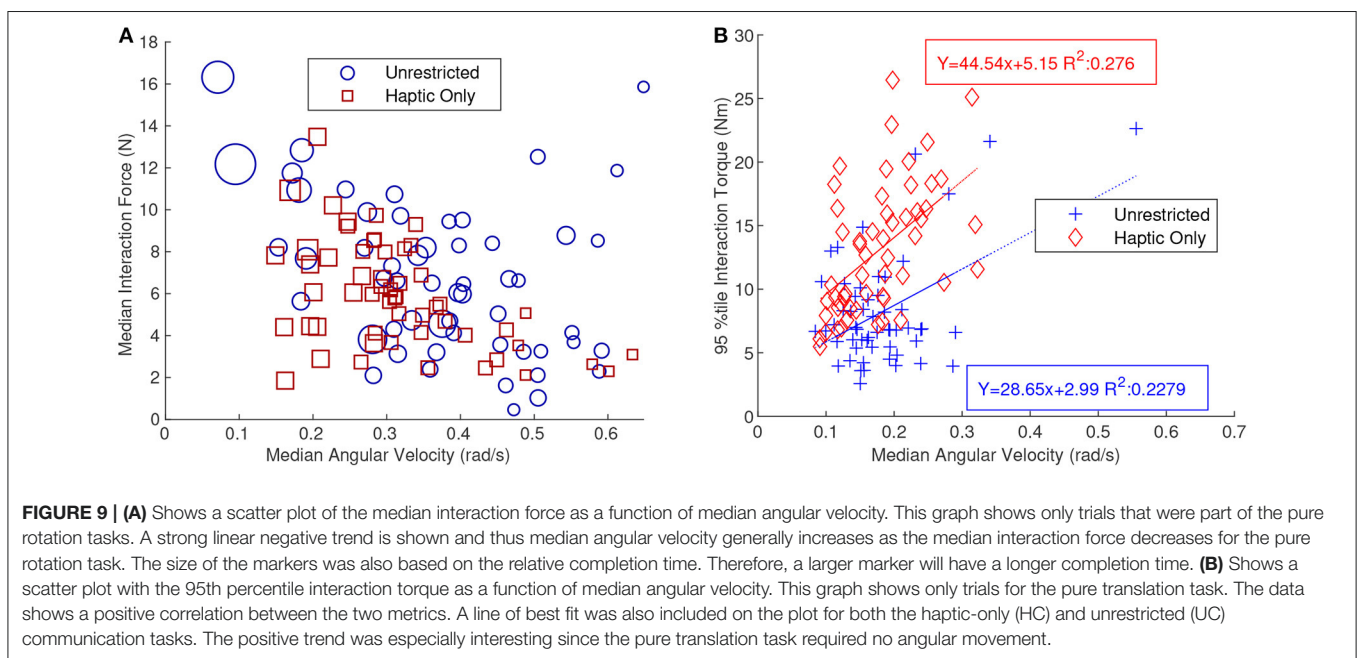 A
18
16
14
12
10
8
6
4
2
0
Median Interaction Force (N)
Unrestricted
Haptic Only
0 0.1 0.2 0.3 0.4 0.5 0.6
Median Angular Velocity (rad/s)
B
30
25
20
15
10
5
0
95 %tile Interaction Torque (Nm)
Y=44.54x+5.15 R²:0.276
Unrestricted
Haptic Only
Y=28.65x+2.99 R²:0.2279
0 0.1 0.2 0.3 0.4 0.5 0.6 0.7
Median Angular Velocity (rad/s)
FIGURE 9 | (A) Shows a scatter plot of the median interaction force as a function of median angular velocity. This graph shows only trials that were part of the pure
rotation tasks. A strong linear negative trend is shown and thus median angular velocity generally increases as the median interaction force decreases for the pure
rotation task. The size of the markers was also based on the relative completion time. Therefore, a larger marker will have a longer completion time. (B) Shows a
scatter plot with the 95th percentile interaction torque as a function of median angular velocity. This graph shows only trials for the pure translation task. The data
shows a positive correlation between the two metrics. A line of best fit was also included on the plot for both the haptic-only (HC) and unrestricted (UC)
communication tasks. The positive trend was especially interesting since the pure translation task required no angular movement.